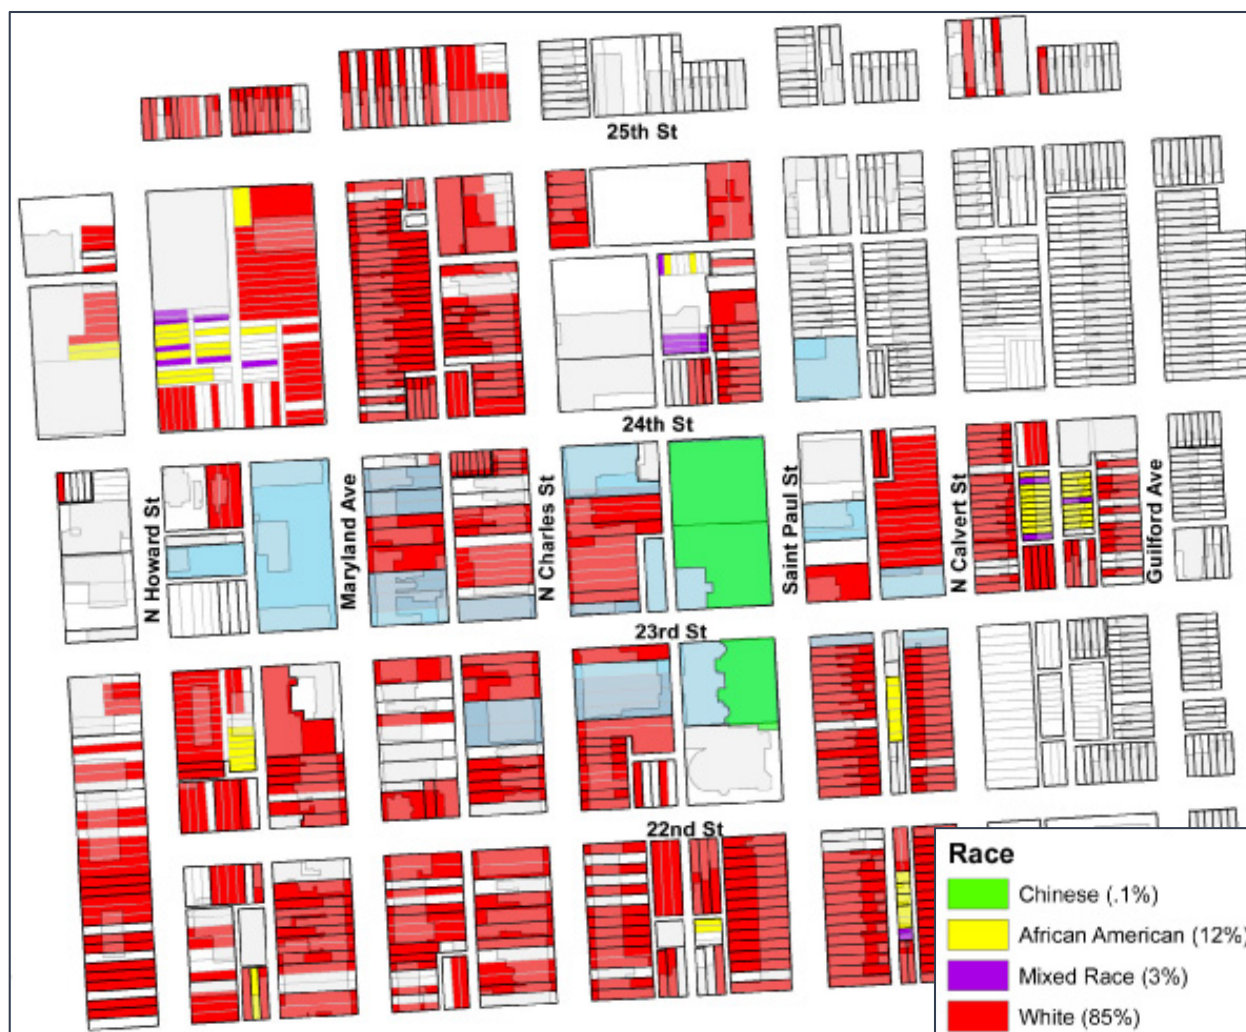 25th St
24th St
N Howard St
Maryland Ave
N Charles St
Saint Paul St
N Calvert St
Guilford Ave
23rd St
22nd St
Race
Chinese (.1%)
African American (12%)
Mixed Race (3%)
White (85%)